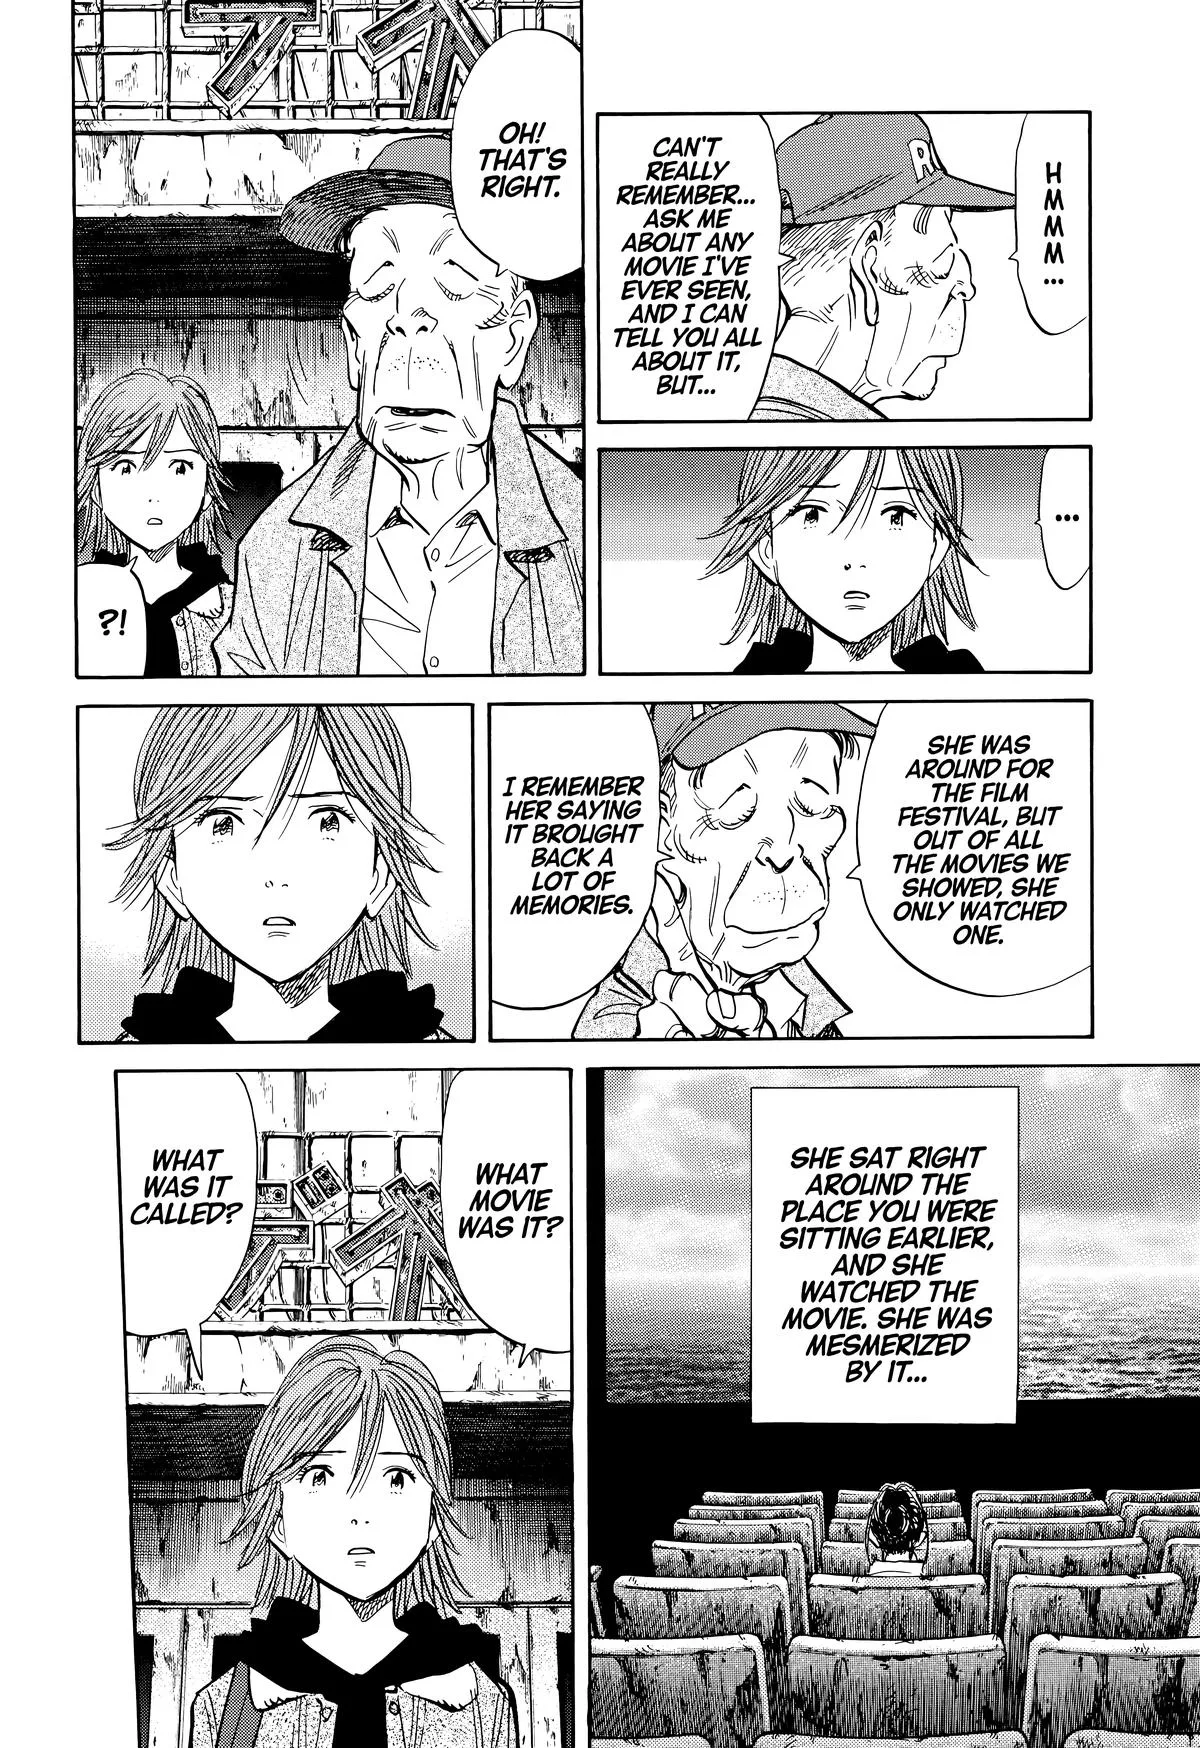 HMMM...
CAN'T
REALLY
REMEMBER...
ASK ME
ABOUT ANY
MOVIE I'VE
EVER SEEN,
AND I CAN
TELL YOU ALL
ABOUT IT,
BUT...
R
...
OH!
THAT'S
RIGHT.
?!
SHE WAS
AROUND FOR
THE FILM
FESTIVAL, BUT
OUT OF ALL
THE MOVIES WE
SHOWED, SHE
ONLY WATCHED
ONE.
I REMEMBER
HER SAYING
IT BROUGHT
BACK A
LOT OF
MEMORIES.
SHE SAT RIGHT
AROUND THE
PLACE YOU WERE
SITTING EARLIER,
AND SHE
WATCHED THE
MOVIE. SHE WAS
MESMERIZED
BY IT...
WHAT
MOVIE
WAS IT?
WHAT
WAS IT
CALLED?